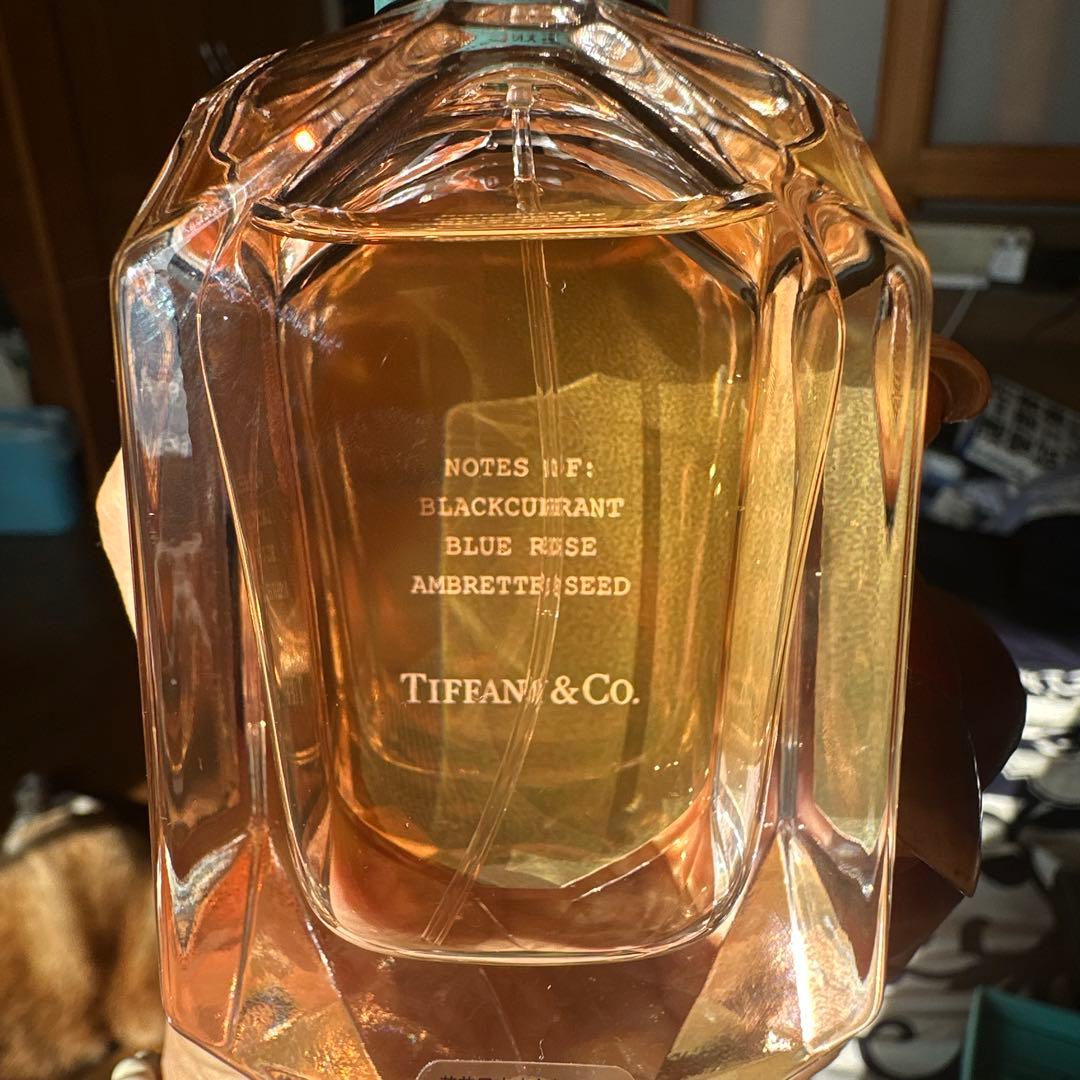 NOTES OF:
BLACKCURRANT
BLUE ROSE
AMBRETTE SEED
TIFFANY & CO.